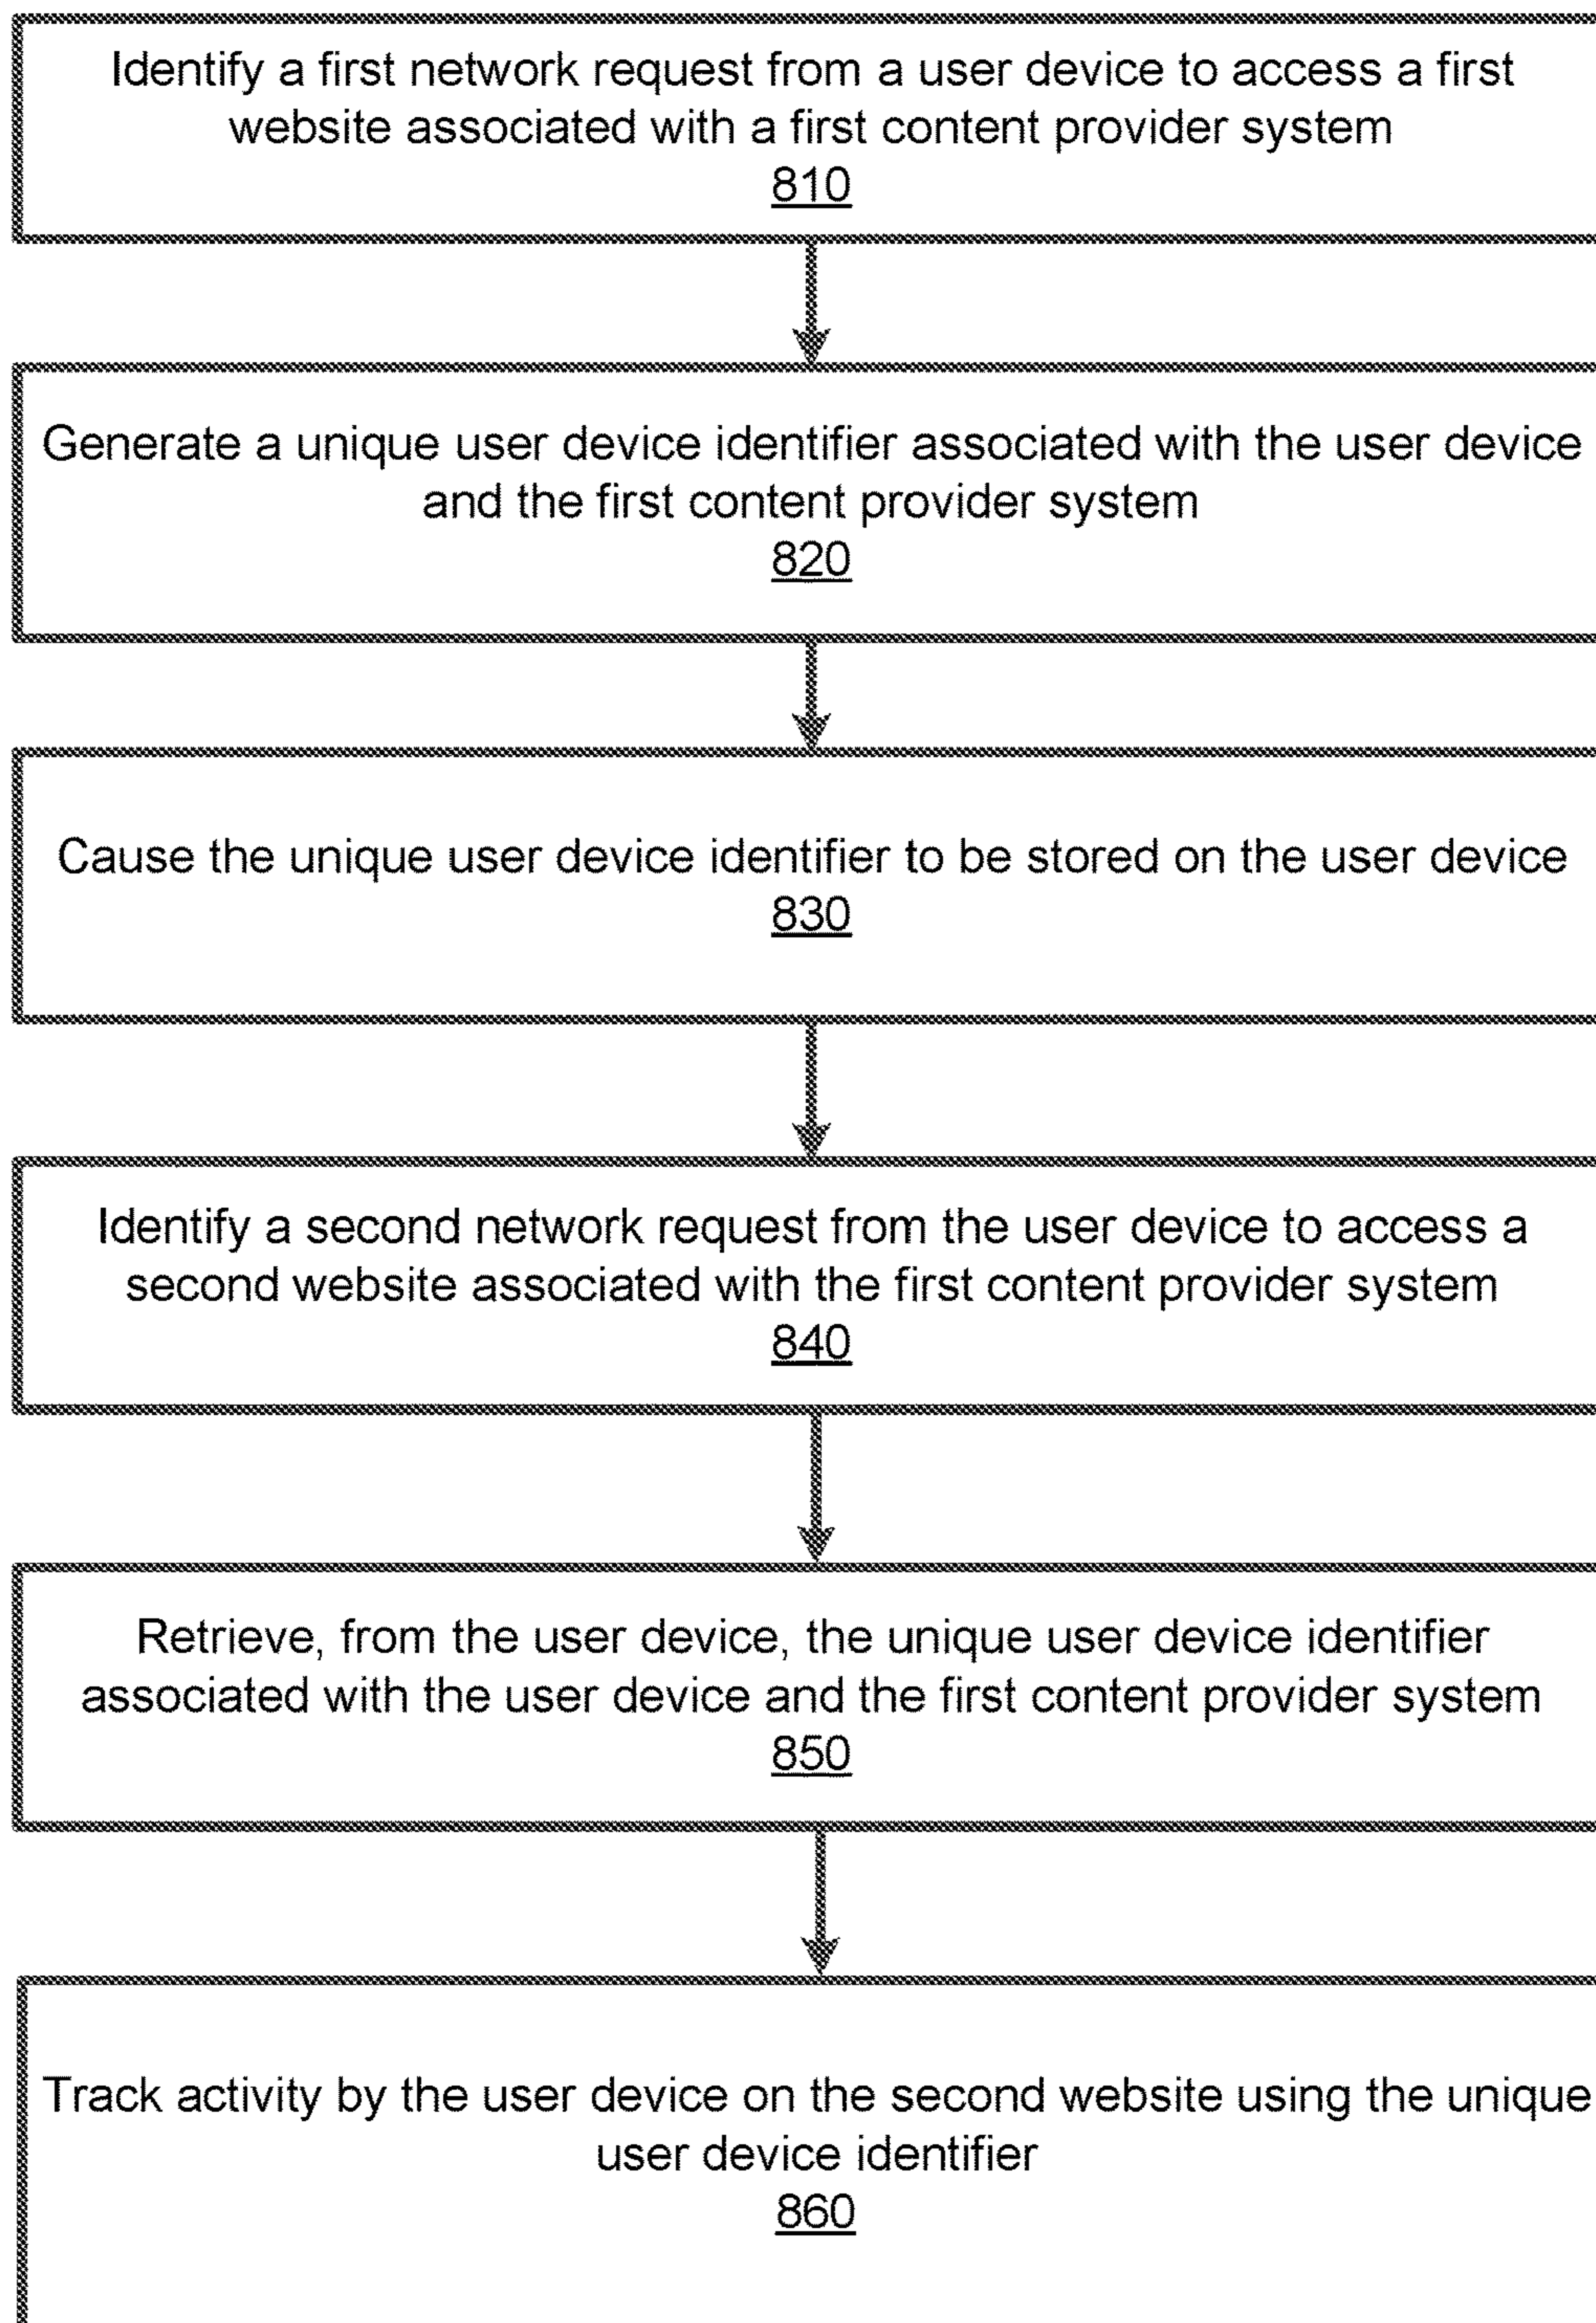 Identify a first network request from a user device to access a first
website associated with a first content provider system
810
Generate a unique user device identifier associated with the user device
and the first content provider system
820
Cause the unique user device identifier to be stored on the user device
830
Identify a second network request from the user device to access a
second website associated with the first content provider system
840
Retrieve, from the user device, the unique user device identifier
associated with the user device and the first content provider system
850
Track activity by the user device on the second website using the unique
user device identifier
860